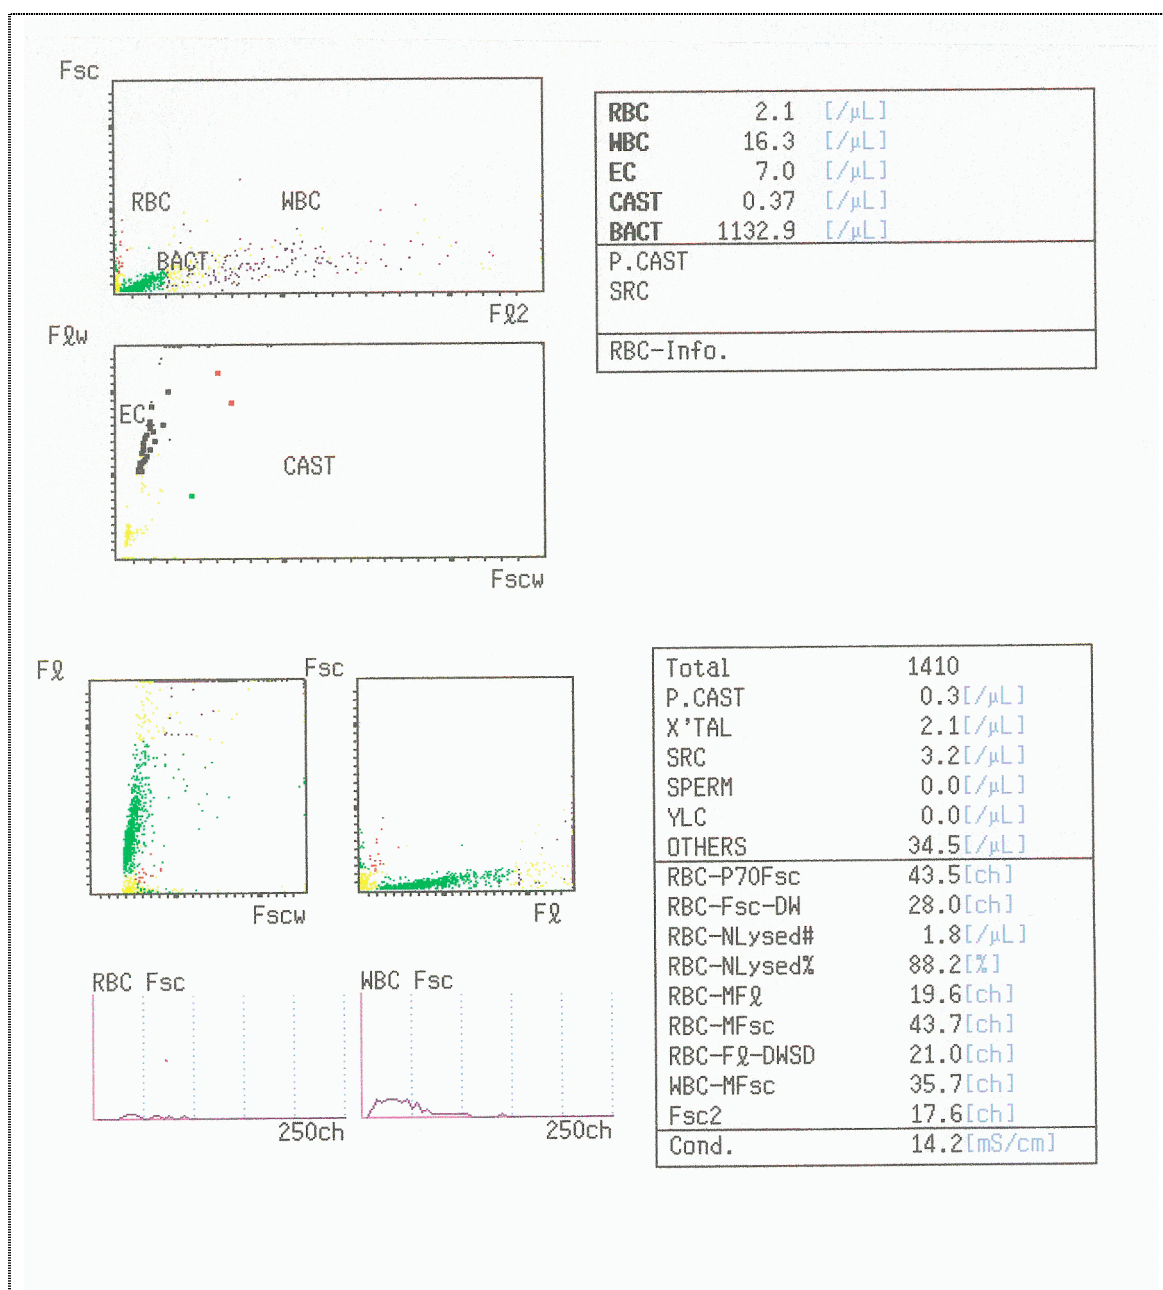 Fsc
RBC
WBC
BACT
Fℓ2
RBC 2.1 [/μL]
WBC 16.3 [/μL]
EC 7.0 [/μL]
CAST 0.37 [/μL]
BACT 1132.9 [/μL]
P.CAST
SRC
RBC-Info.
Fℓw
EC
CAST
Fscw
Fℓ
Fscw
Fsc
Fℓ
Total 1410
P.CAST 0.3[/μL]
X'TAL 2.1[/μL]
SRC 3.2[/μL]
SPERM 0.0[/μL]
YLC 0.0[/μL]
OTHERS 34.5[/μL]
RBC-P70Fsc 43.5[ch]
RBC-Fsc-DW 28.0[ch]
RBC-NLysed# 1.8[/μL]
RBC-NLysed% 88.2[%]
RBC-MFℓ 19.6[ch]
RBC-MFsc 43.7[ch]
RBC-Fℓ-DWSD 21.0[ch]
WBC-MFsc 35.7[ch]
Fsc2 17.6[ch]
Cond. 14.2[mS/cm]
RBC Fsc
250ch
WBC Fsc
250ch